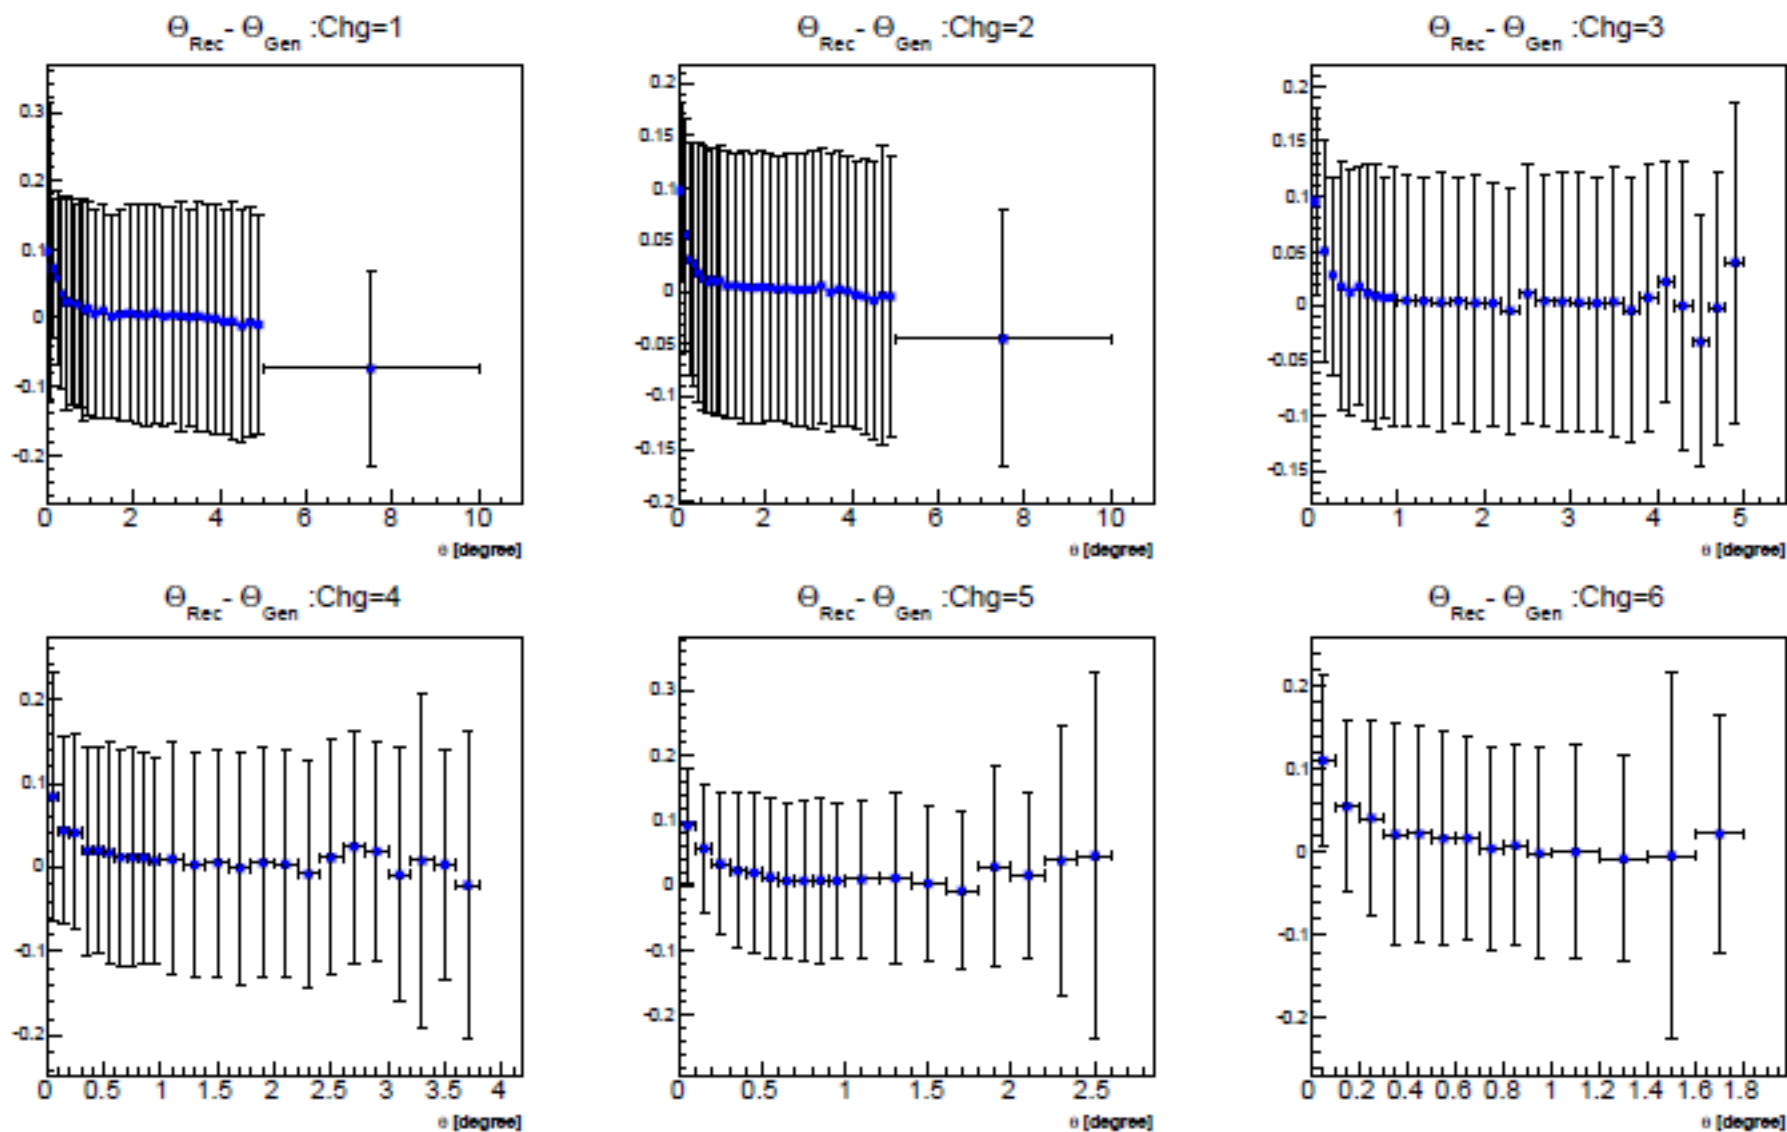 Θ_Rec - Θ_Gen :Chg=1
0.3
0.2
0.1
0
-0.1
-0.2
0 2 4 6 8 10
θ [degree]
Θ_Rec - Θ_Gen :Chg=2
0.2
0.15
0.1
0.05
0
-0.05
-0.1
-0.15
-0.2
0 2 4 6 8 10
θ [degree]
Θ_Rec - Θ_Gen :Chg=3
0.2
0.15
0.1
0.05
0
-0.05
-0.1
-0.15
0 1 2 3 4 5
θ [degree]
Θ_Rec - Θ_Gen :Chg=4
0.2
0.1
0
-0.1
-0.2
0 0.5 1 1.5 2 2.5 3 3.5 4
θ [degree]
Θ_Rec - Θ_Gen :Chg=5
0.3
0.2
0.1
0
-0.1
-0.2
0 0.5 1 1.5 2 2.5
θ [degree]
Θ_Rec - Θ_Gen :Chg=6
0.2
0.1
0
-0.1
-0.2
0 0.2 0.4 0.6 0.8 1 1.2 1.4 1.6 1.8
θ [degree]